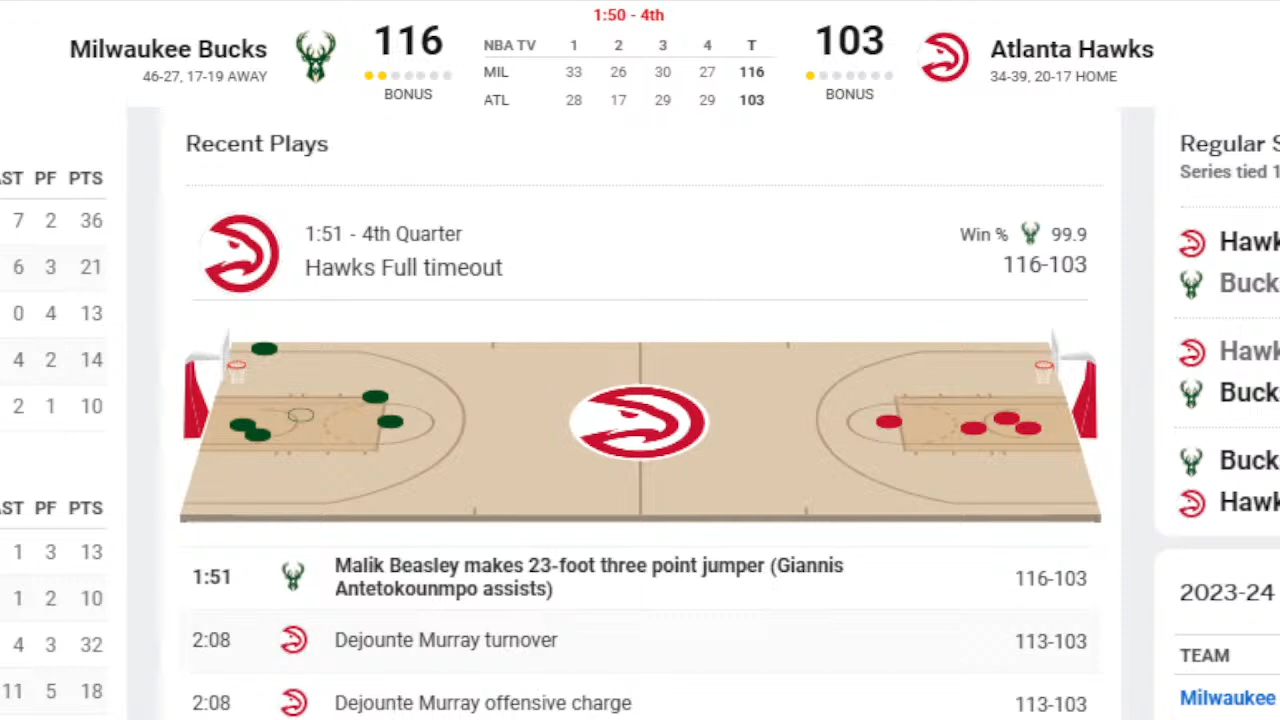 1:50 - 4th
Milwaukee Bucks
46-27, 17-19 AWAY
116
BONUS
NBA TV 1 2 3 4 T
MIL 33 26 30 27 116
ATL 28 17 29 29 103
103
BONUS
Atlanta Hawks
34-39, 20-17 HOME
AST PF PTS
7 2 36
6 3 21
0 4 13
4 2 14
2 1 10
AST PF PTS
1 3 13
1 2 10
4 3 32
11 5 18
Recent Plays
1:51 - 4th Quarter
Hawks Full timeout
Win % 99.9
116-103
1:51 Malik Beasley makes 23-foot three point jumper (Giannis
Antetokounmpo assists) 116-103
2:08 Dejounte Murray turnover 113-103
2:08 Dejounte Murray offensive charge 113-103
Regular S
Series tied 1
Hawk
Buck
Hawk
Buck
Buck
Hawk
2023-24
TEAM
Milwaukee